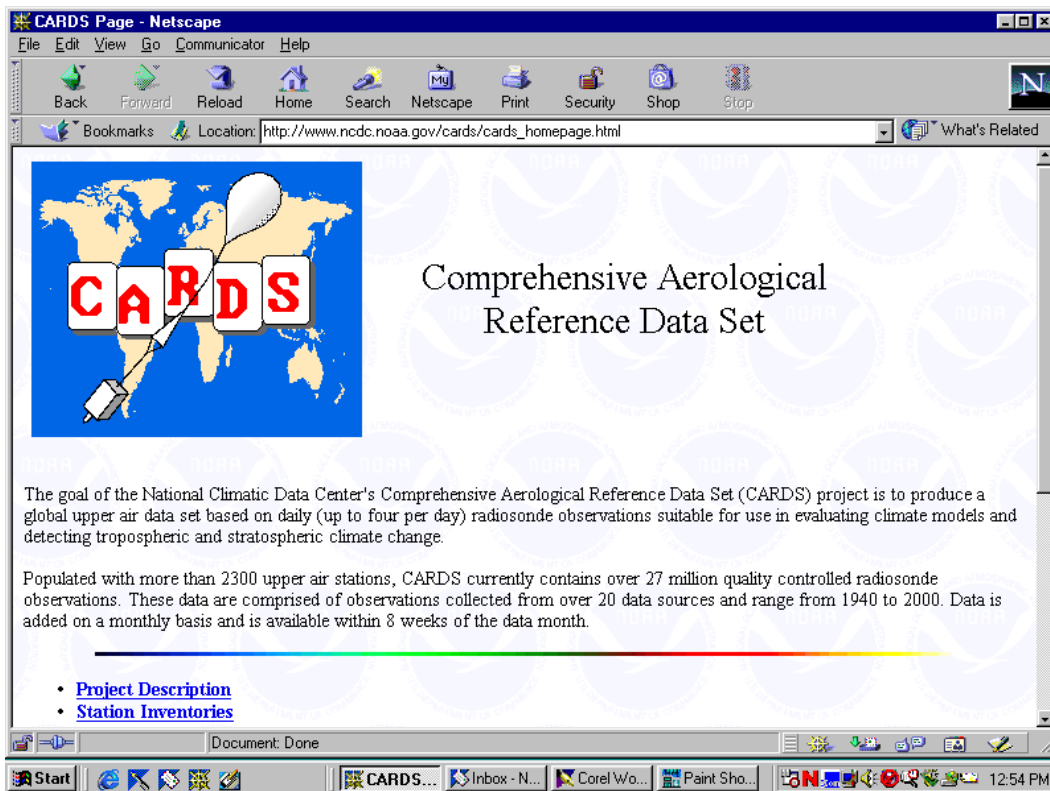 CARDS Page - Netscape
File Edit View Go Communicator Help
Back Forward Reload Home Search Netscape Print Security Shop Stop
My
N
Bookmarks Location: http://www.ncdc.noaa.gov/cards/cards_homepage.html What's Related
CARDS
Comprehensive Aerological
Reference Data Set
The goal of the National Climatic Data Center's Comprehensive Aerological Reference Data Set (CARDS) project is to produce a
global upper air data set based on daily (up to four per day) radiosonde observations suitable for use in evaluating climate models and
detecting tropospheric and stratospheric climate change.
Populated with more than 2300 upper air stations, CARDS currently contains over 27 million quality controlled radiosonde
observations. These data are comprised of observations collected from over 20 data sources and range from 1940 to 2000. Data is
added on a monthly basis and is available within 8 weeks of the data month.
• Project Description
• Station Inventories
Document: Done
Start CARDS... Inbox - N... Corel Wo... Paint Sho... N 12:54 PM